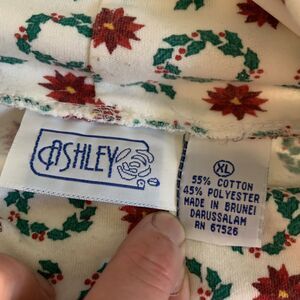 ASHLEY
XL
55% COTTON
45% POLYESTER
MADE IN BRUNEI
DARUSSALAM
RN 67526